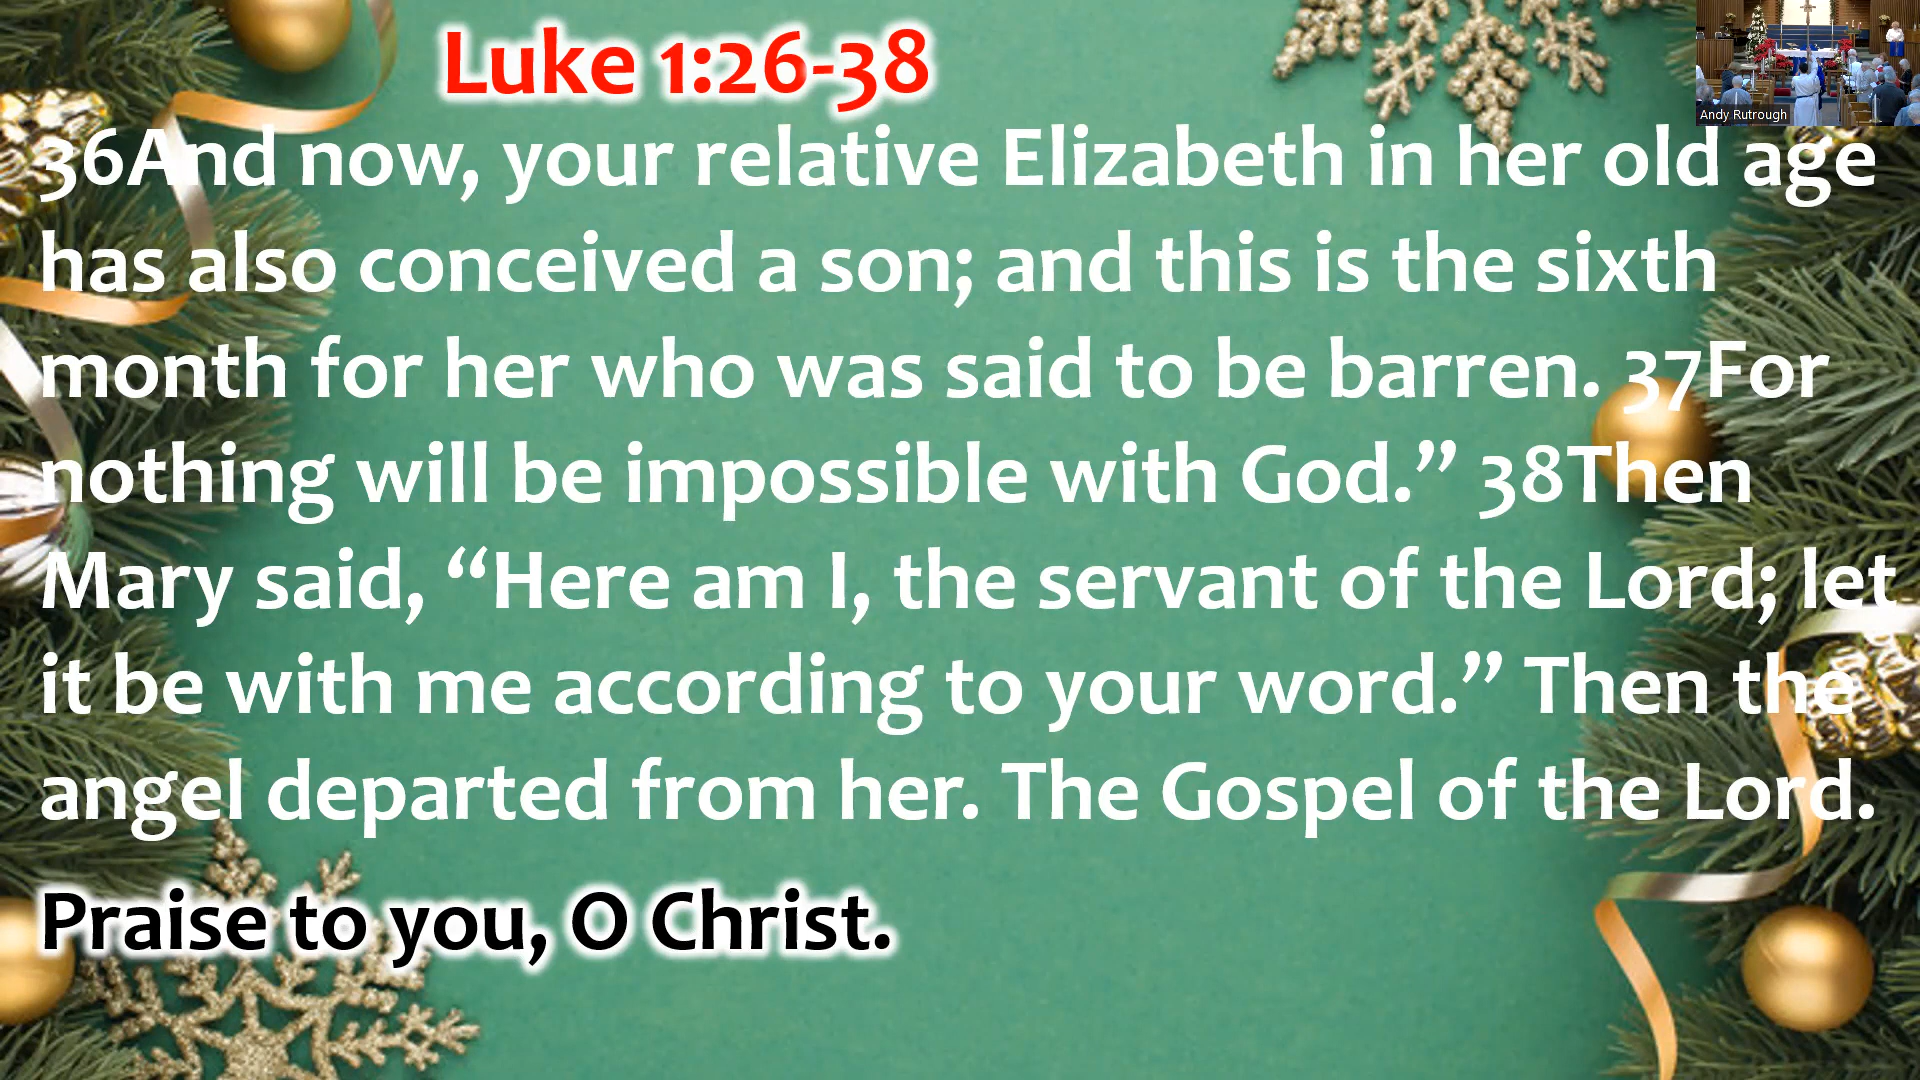 Luke 1:26-38
Andy Rutrough
36And now, your relative Elizabeth in her old age
has also conceived a son; and this is the sixth
month for her who was said to be barren. 37For
nothing will be impossible with God.” 38Then
Mary said, “Here am I, the servant of the Lord; let
it be with me according to your word.” Then the
angel departed from her. The Gospel of the Lord.
Praise to you, O Christ.